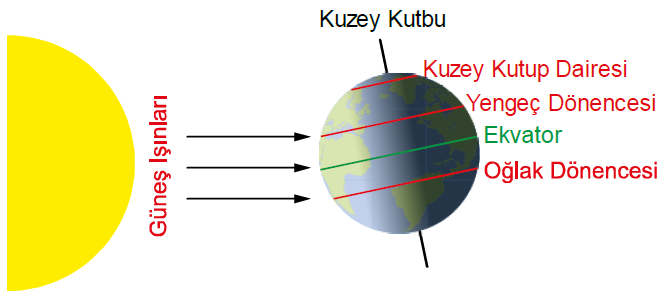 Kuzey Kutbu
Kuzey Kutup Dairesi
Yengeç Dönencesi
Ekvator
Oğlak Dönencesi
Güneş Işınları